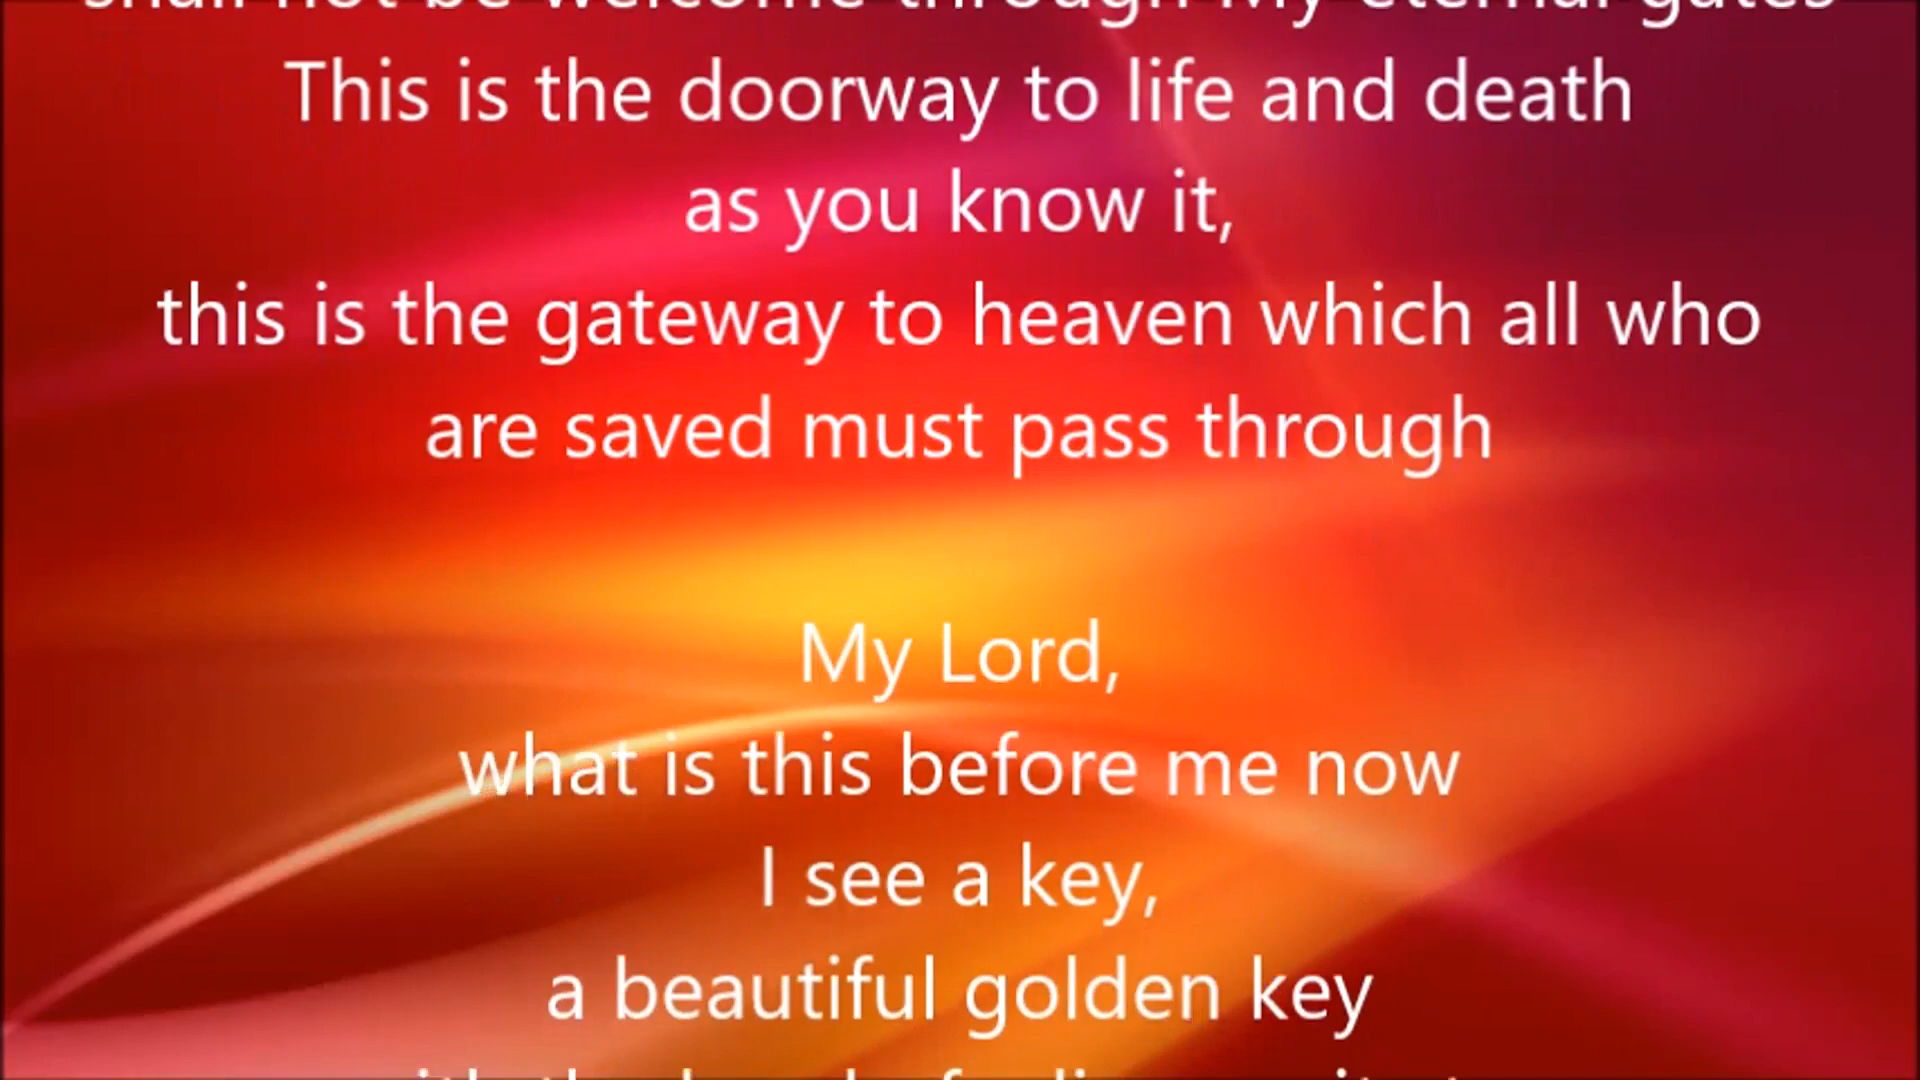 shall not be welcome through My eternal gates
This is the doorway to life and death
as you know it,
this is the gateway to heaven which all who
are saved must pass through
My Lord,
what is this before me now
I see a key,
a beautiful golden key